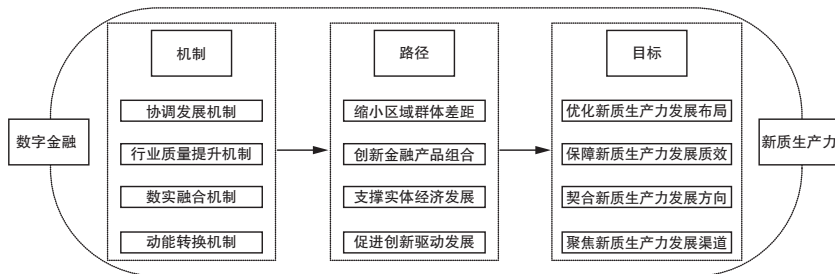 机制
路径
目标
协调发展机制
缩小区域群体差距
优化新质生产力发展布局
数字金融
新质生产力
行业质量提升机制
创新金融产品组合
保障新质生产力发展质效
数实融合机制
支撑实体经济发展
契合新质生产力发展方向
动能转换机制
促进创新驱动发展
聚焦新质生产力发展渠道